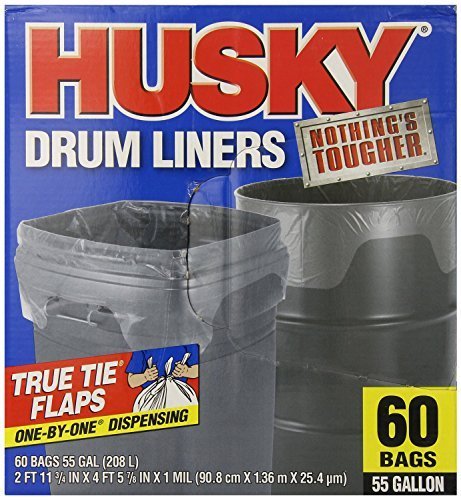 HUSKY®
DRUM LINERS
NOTHING'S
TOUGHER.
TRUE TIE®
FLAPS
ONE-BY-ONE® DISPENSING
60 BAGS
55 GALLON
60 BAGS 55 GAL (208 L)
2 FT 11 3/4 IN X 4 FT 5 7/8 IN X 1 MIL (90.8 cm X 1.36 m X 25.4 µm)